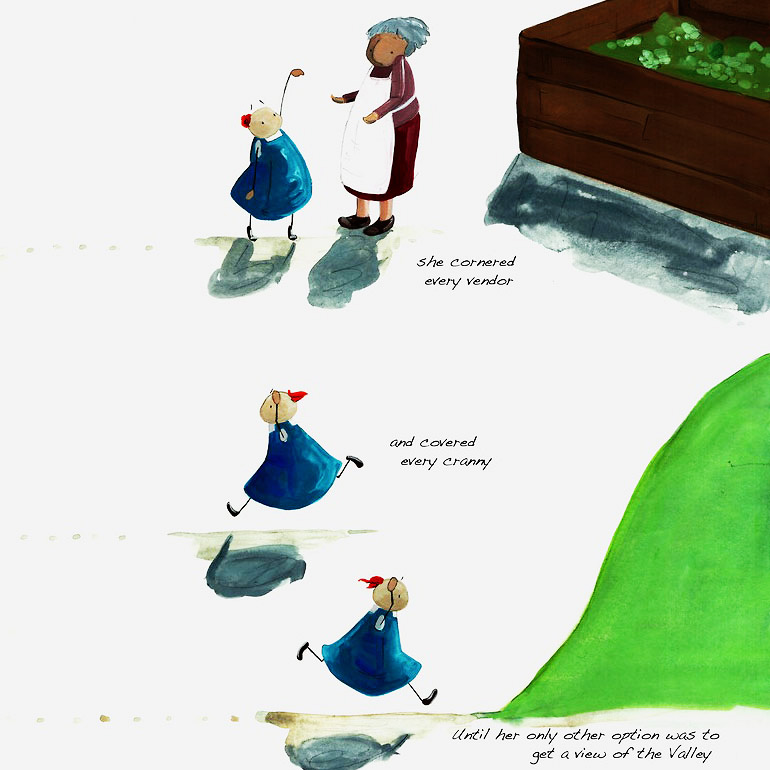 she cornered
every vendor
and covered
every cranny
Until her only other option was to
get a view of the Valley